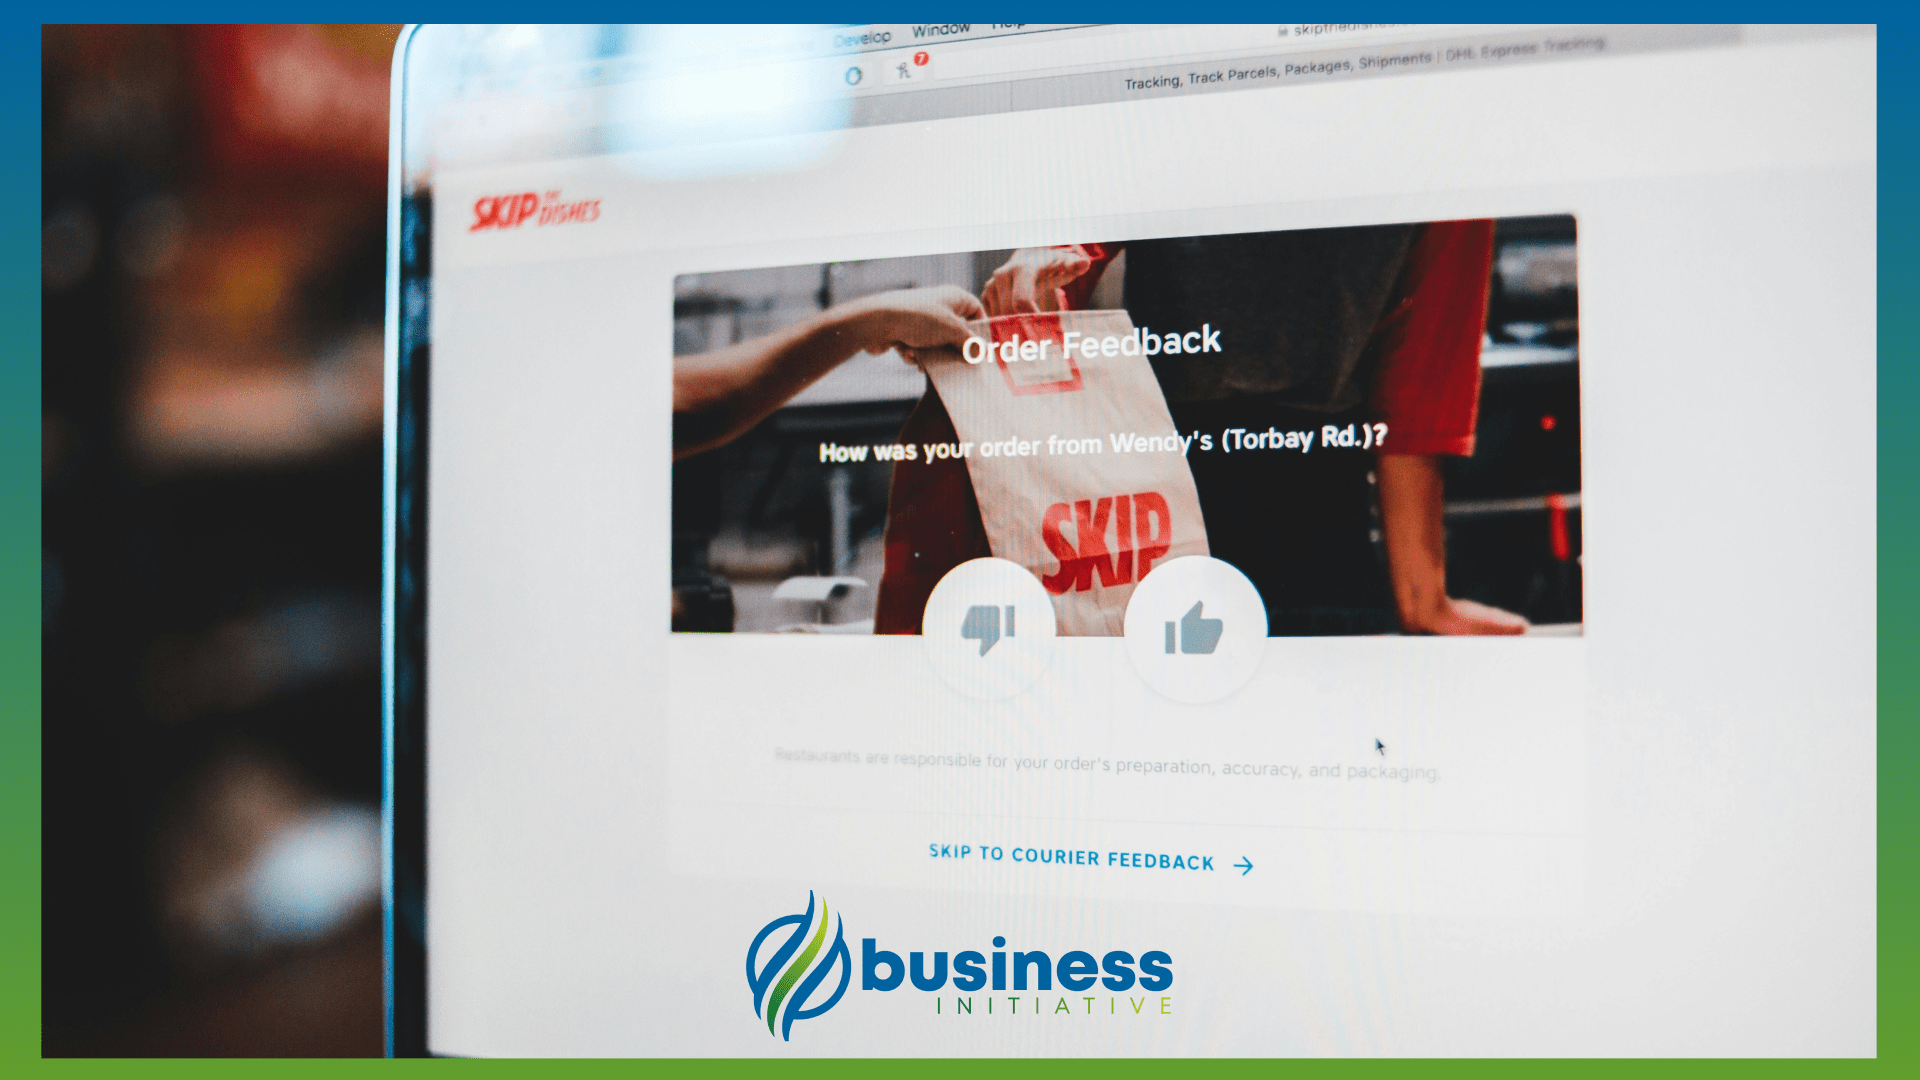 Develop Window Help
7
skipthedishes.c
Tracking, Track Parcels, Packages, Shipments | DHL Express Tracking
SKIP THE DISHES
Order Feedback
How was your order from Wendy's (Torbay Rd.)?
SKIP
Restaurants are responsible for your order's preparation, accuracy, and packaging.
SKIP TO COURIER FEEDBACK
business
INITIATIVE